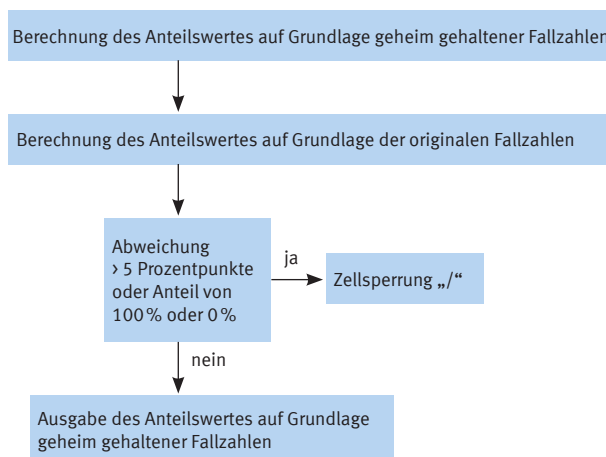 Berechnung des Anteilswertes auf Grundlage geheim gehaltener Fallzahlen
Berechnung des Anteilswertes auf Grundlage der originalen Fallzahlen
Abweichung
› 5 Prozentpunkte
oder Anteil von
100 % oder 0 %
ja
Zellsperrung „/“
nein
Ausgabe des Anteilswertes auf Grundlage
geheim gehaltener Fallzahlen